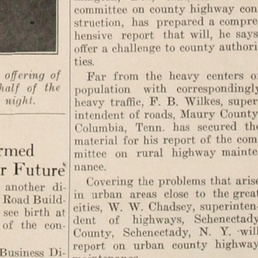 offering of
half of the
night.
rmed
r Future
another di-
Road Build-
see birth at
of the con-
Business Di-
committee on county highway con
struction, has prepared a compre
hensive report that will, he says
offer a challenge to county authori
ties.
Far from the heavy centers o
population with correspondingly
heavy traffic, F. B. Wilkes, super
intendent of roads, Maury County
Columbia, Tenn. has secured the
material for his report of the com
mittee on rural highway mainte
nance.
Covering the problems that arise
in urban areas close to the great
cities, W. W. Chadsey, superinten-
dent of highways, Schenectady
County, Schenectady, N. Y. will
report on urban county highway